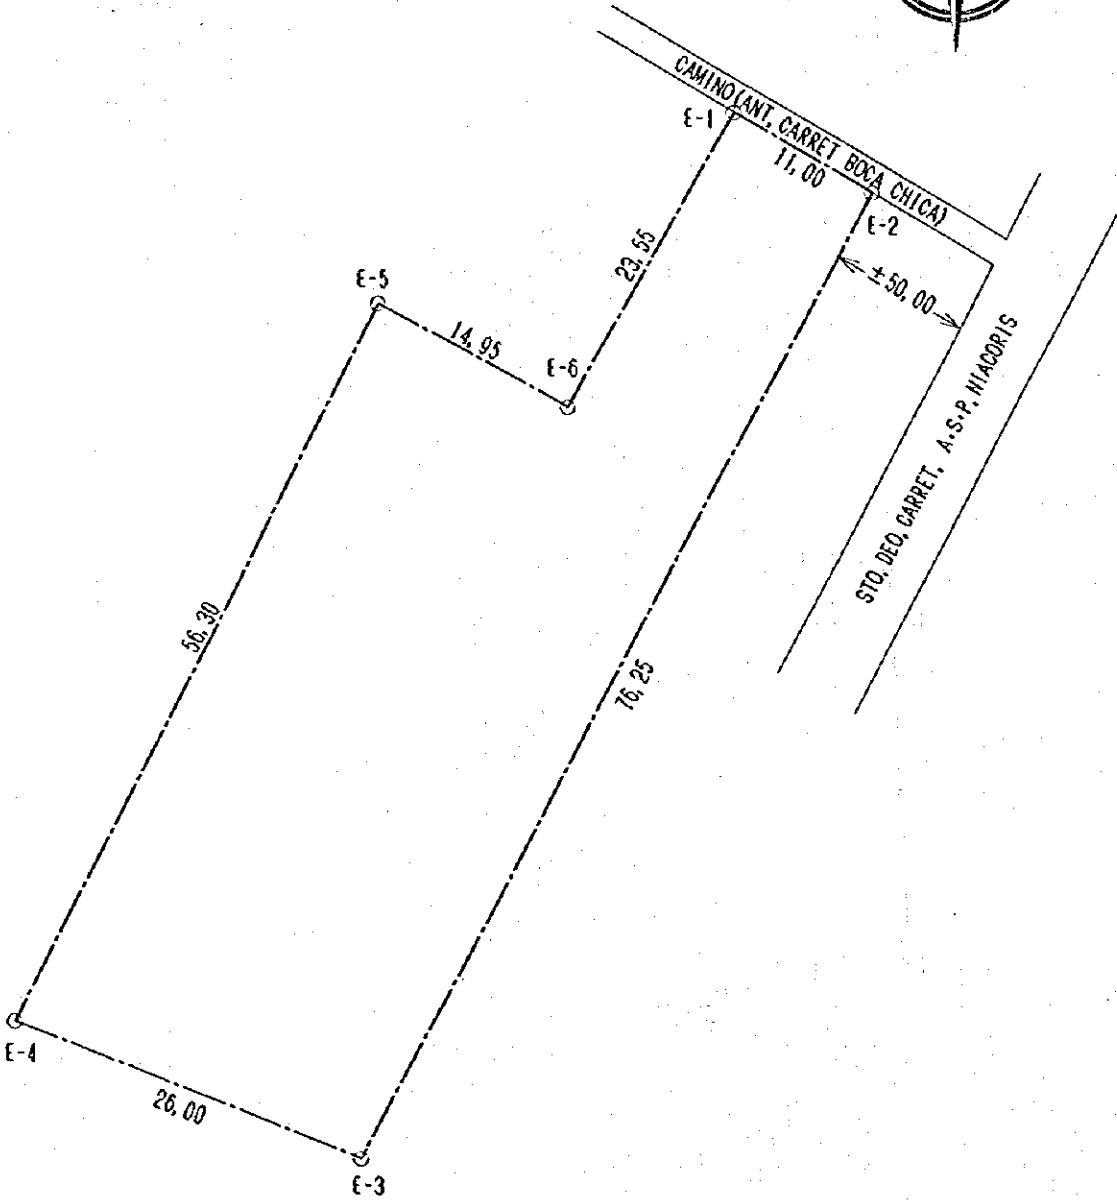 CAMINO (ANT. CARRET BOCA CHICA)
E-1
11,00
E-2
23,55
±50,00
E-5
14,95
E-6
STO. DEO. CARRET. A.S.P. MIACORIS
56,30
76,25
E-4
26,00
E-3